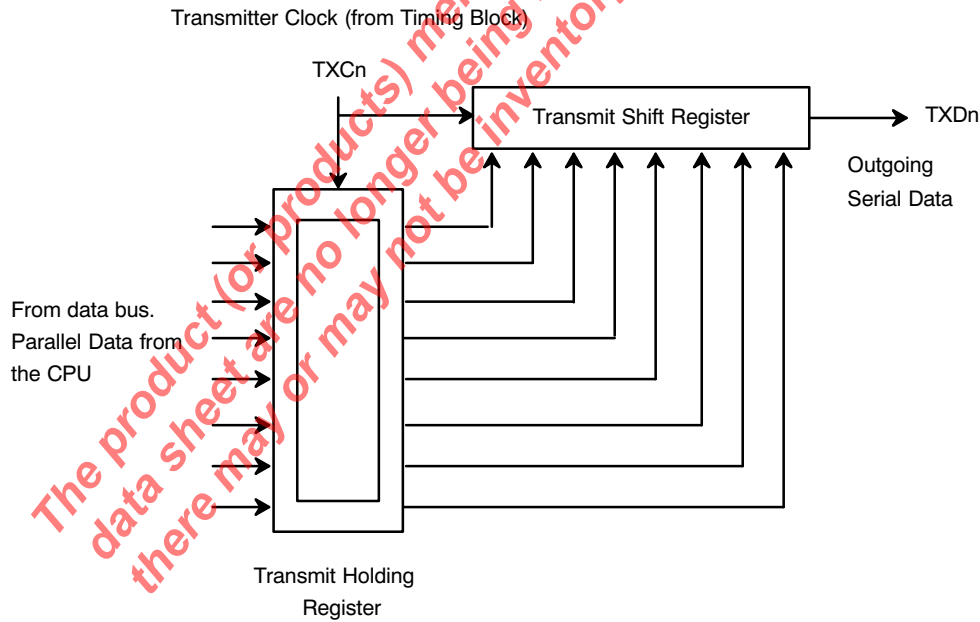 Transmitter Clock (from Timing Block)
TXCn
Transmit Shift Register
TXDn
Outgoing
Serial Data
From data bus.
Parallel Data from
the CPU
Transmit Holding
Register
The product (or products)
data sheet are no longer being
there may or may not be